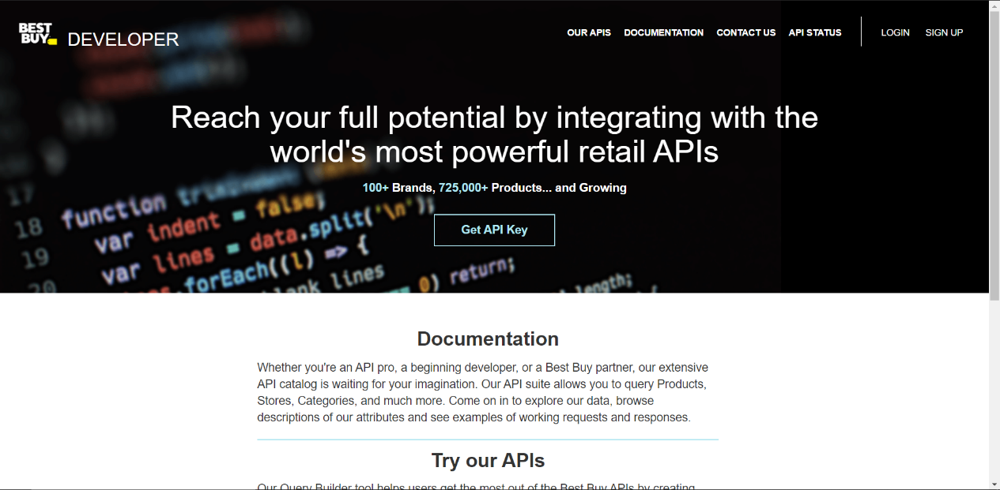 BEST
BUY
DEVELOPER
OUR APIS
DOCUMENTATION
CONTACT US
API STATUS
LOGIN
SIGN UP
Reach your full potential by integrating with the
world's most powerful retail APIs
100+ Brands, 725,000+ Products... and Growing
Get API Key
17
18 function trimIndent
var indent = false;
19 var lines = data.split('\n');
20 .forEach((l) => {
lines
0) return;
length;
Documentation
Whether you're an API pro, a beginning developer, or a Best Buy partner, our extensive
API catalog is waiting for your imagination. Our API suite allows you to query Products,
Stores, Categories, and much more. Come on in to explore our data, browse
descriptions of our attributes and see examples of working requests and responses.
Try our APIs
Our Query Builder tool helps users get the most out of the Best Buy APIs by creating